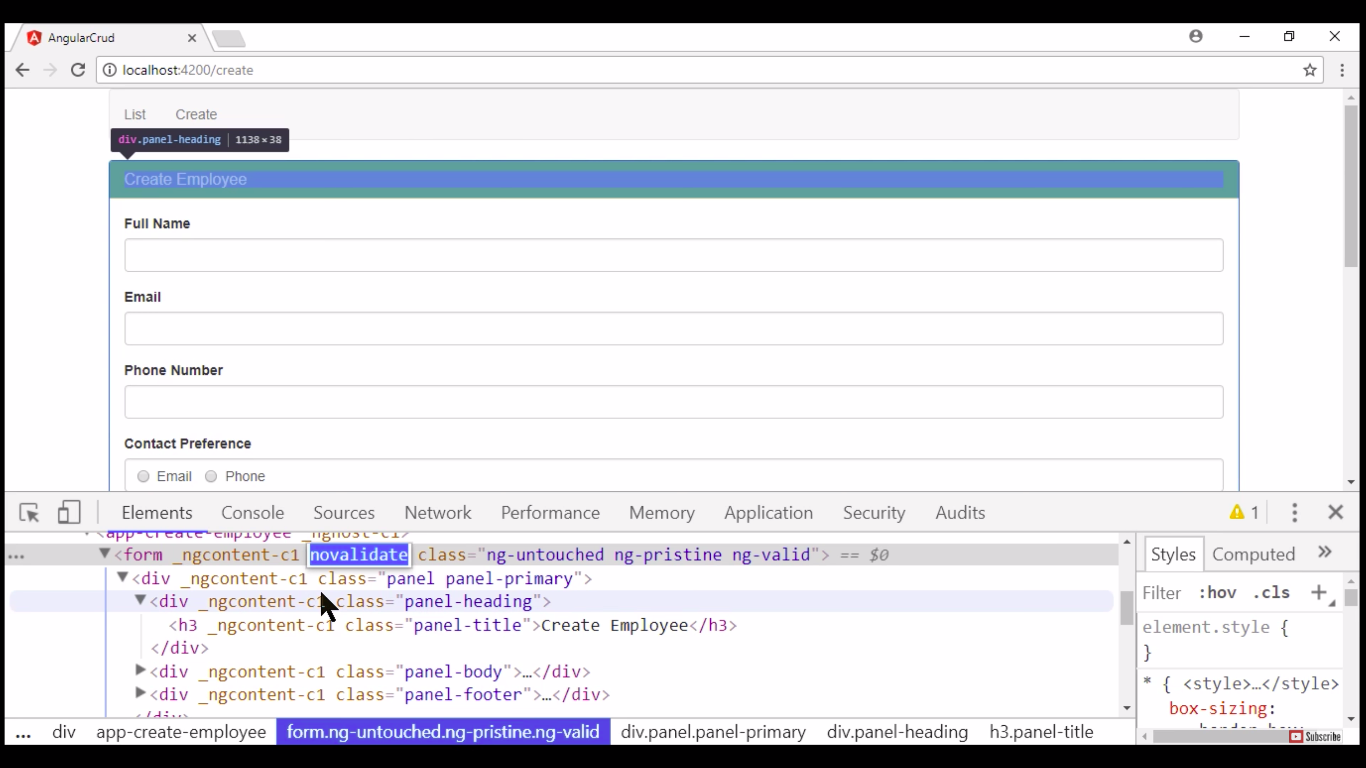 AngularCrud
localhost:4200/create
List Create
div.panel-heading 1138×38
Create Employee
Full Name
Email
Phone Number
Contact Preference
Email Phone
Elements Console Sources Network Performance Memory Application Security Audits 1
app-create-employee _nghost-c1>
... <form _ngcontent-c1 novalidate class="ng-untouched ng-pristine ng-valid"> == $0
<div _ngcontent-c1 class="panel panel-primary">
<div _ngcontent-c1 class="panel-heading">
<h3 _ngcontent-c1 class="panel-title">Create Employee</h3>
</div>
<div _ngcontent-c1 class="panel-body">…</div>
<div _ngcontent-c1 class="panel-footer">…</div>
</div>
... div app-create-employee form.ng-untouched.ng-pristine.ng-valid div.panel.panel-primary div.panel-heading h3.panel-title
Styles Computed »
Filter :hov .cls +
element.style {
}
* { <style>…</style>
box-sizing:
border-box
Subscribe